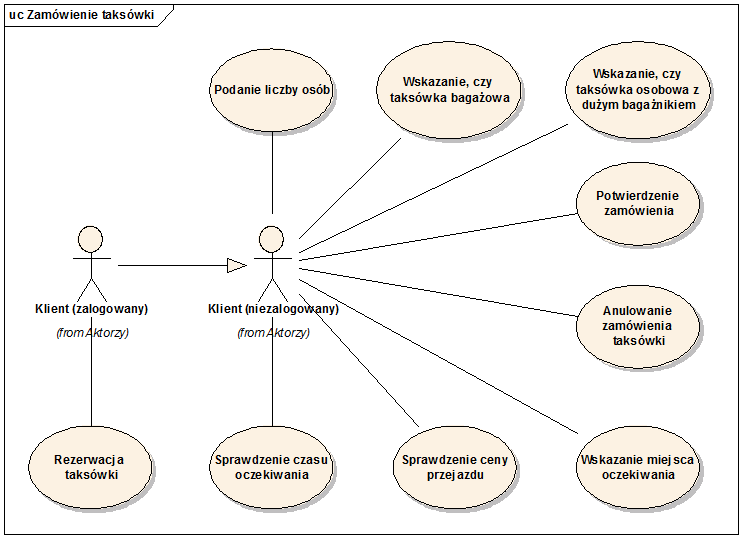 uc Zamówienie taksówki
Podanie liczby osób
Wskazanie, czy
taksówka bagażowa
Wskazanie, czy
taksówka osobowa z
dużym bagażnikiem
Potwierdzenie
zamówienia
Klient (zalogowany)
(from Aktorzy)
Klient (niezalogowany)
(from Aktorzy)
Anulowanie
zamówienia
taksówki
Rezerwacja
taksówki
Sprawdzenie czasu
oczekiwania
Sprawdzenie ceny
przejazdu
Wskazanie miejsca
oczekiwania